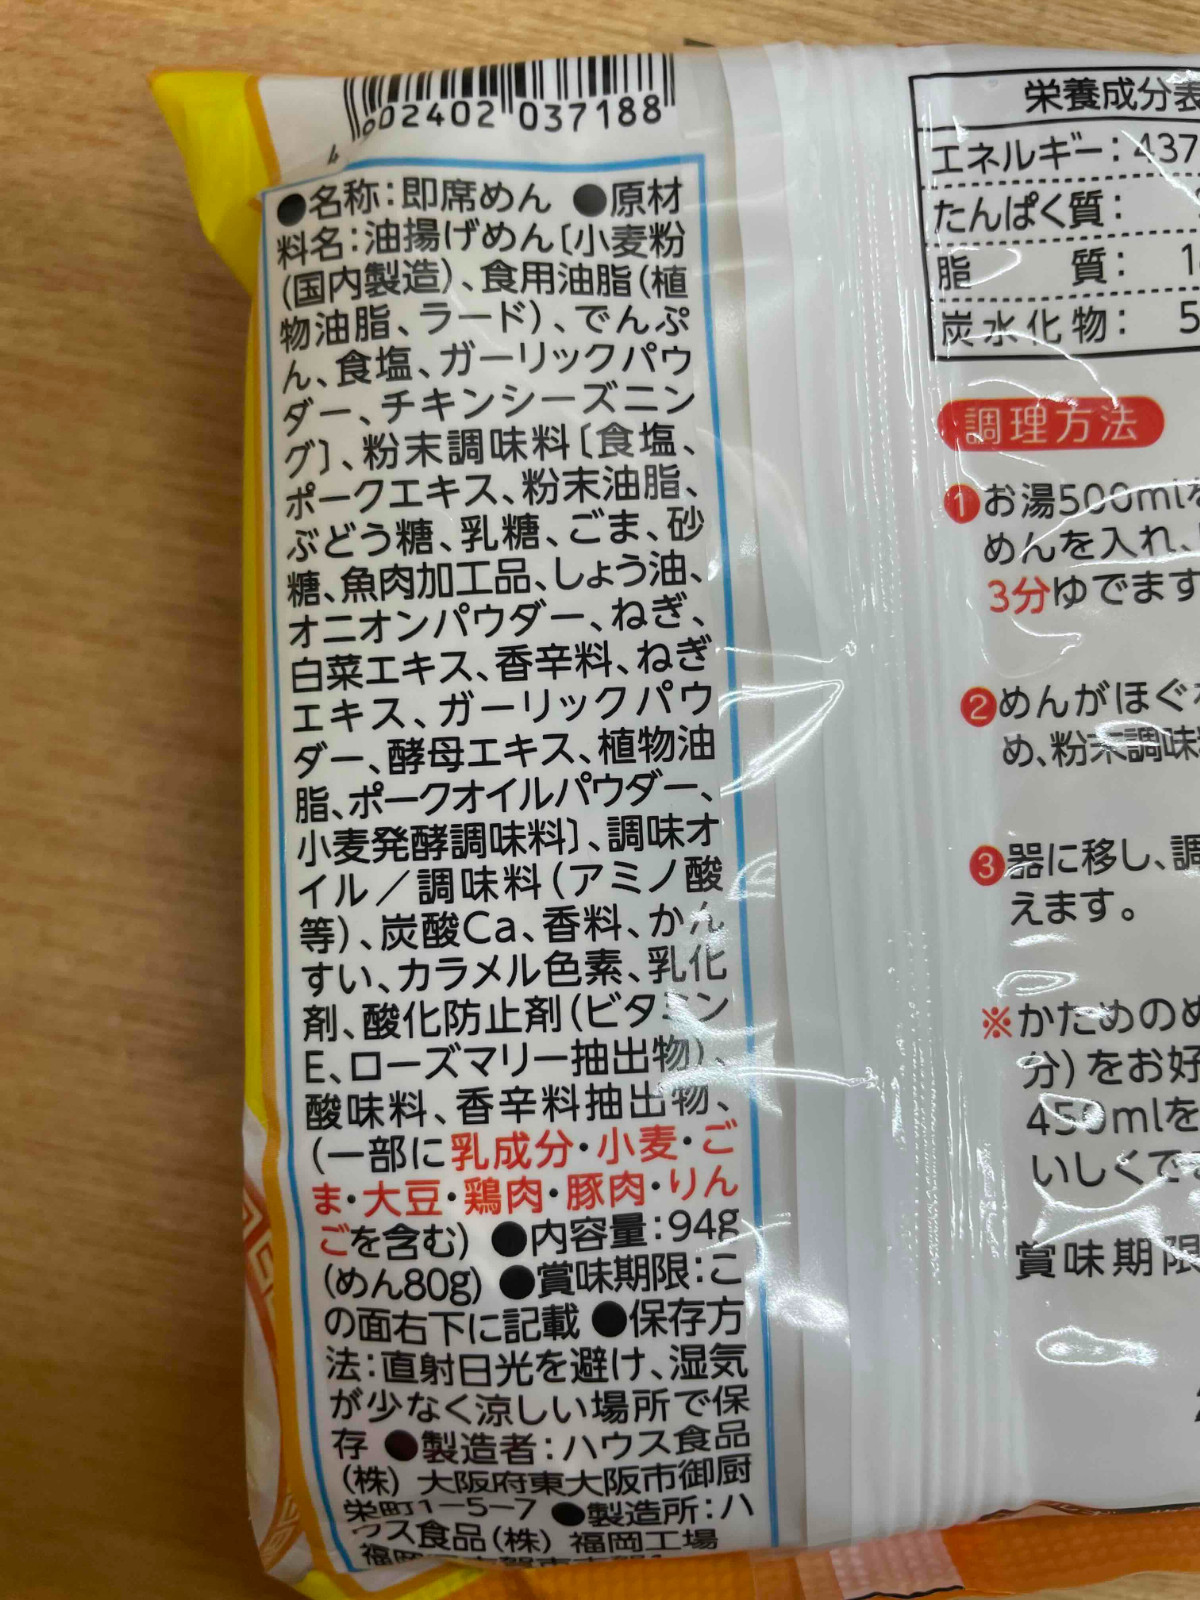 02402 037188
●名称:即席めん ●原材
料名:油揚げめん〔小麦粉
(国内製造)、食用油脂(植
物油脂、ラード)、でんぷ
ん、食塩、ガーリックパウ
ダー、チキンシーズニン
グ〕、粉末調味料〔食塩、
ポークエキス、粉末油脂、
ぶどう糖、乳糖、ごま、砂
糖、魚肉加工品、しょう油、
オニオンパウダー、ねぎ、
白菜エキス、香辛料、ねぎ
エキス、ガーリックパウ
ダー、酵母エキス、植物油
脂、ポークオイルパウダー、
小麦発酵調味料〕、調味オ
イル/調味料(アミノ酸
等)、炭酸Ca、香料、かん
すい、カラメル色素、乳化
剤、酸化防止剤(ビタミン
E、ローズマリー抽出物)、
酸味料、香辛料抽出物、
(一部に乳成分・小麦・ご
ま・大豆・鶏肉・豚肉・りん
ごを含む) ●内容量:94g
(めん80g) ●賞味期限:こ
の面右下に記載 ●保存方
法:直射日光を避け、湿気
が少なく涼しい場所で保
存 ●製造者:ハウス食品
(株) 大阪府東大阪市御厨
栄町1-5-7 ●製造所:ハ
ウス食品(株) 福岡工場
栄養成分表
エネルギー:437
たんぱく質:
脂質:
炭水化物:5
調理方法
❶お湯500mlを
めんを入れ、
3分ゆでます
❷めんがほぐ
め、粉末調味
❸器に移し、調
えます。
※かためのめ
分)をお好
450mlを
いしくで
賞味期限